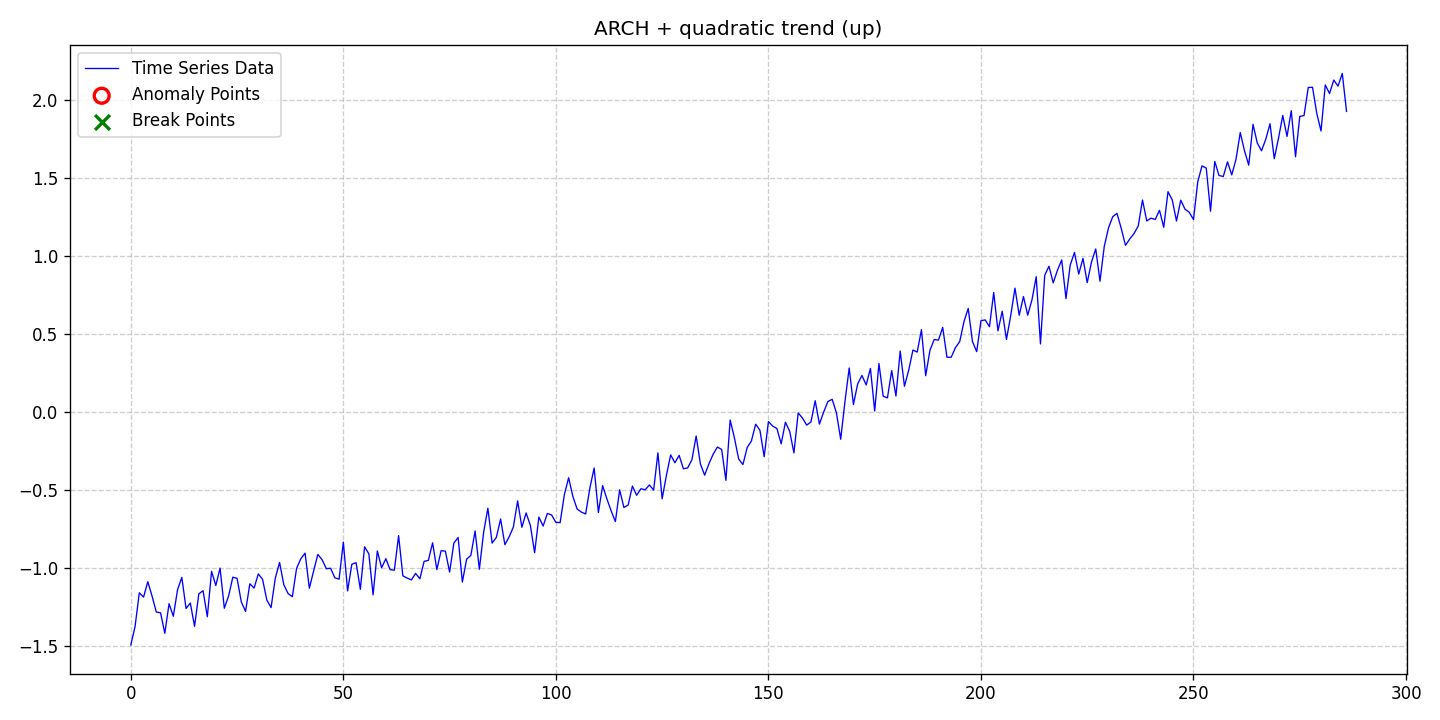 ARCH + quadratic trend (up)
Time Series Data
Anomaly Points
Break Points
2.0
1.5
1.0
0.5
0.0
−0.5
−1.0
−1.5
0 50 100 150 200 250 300